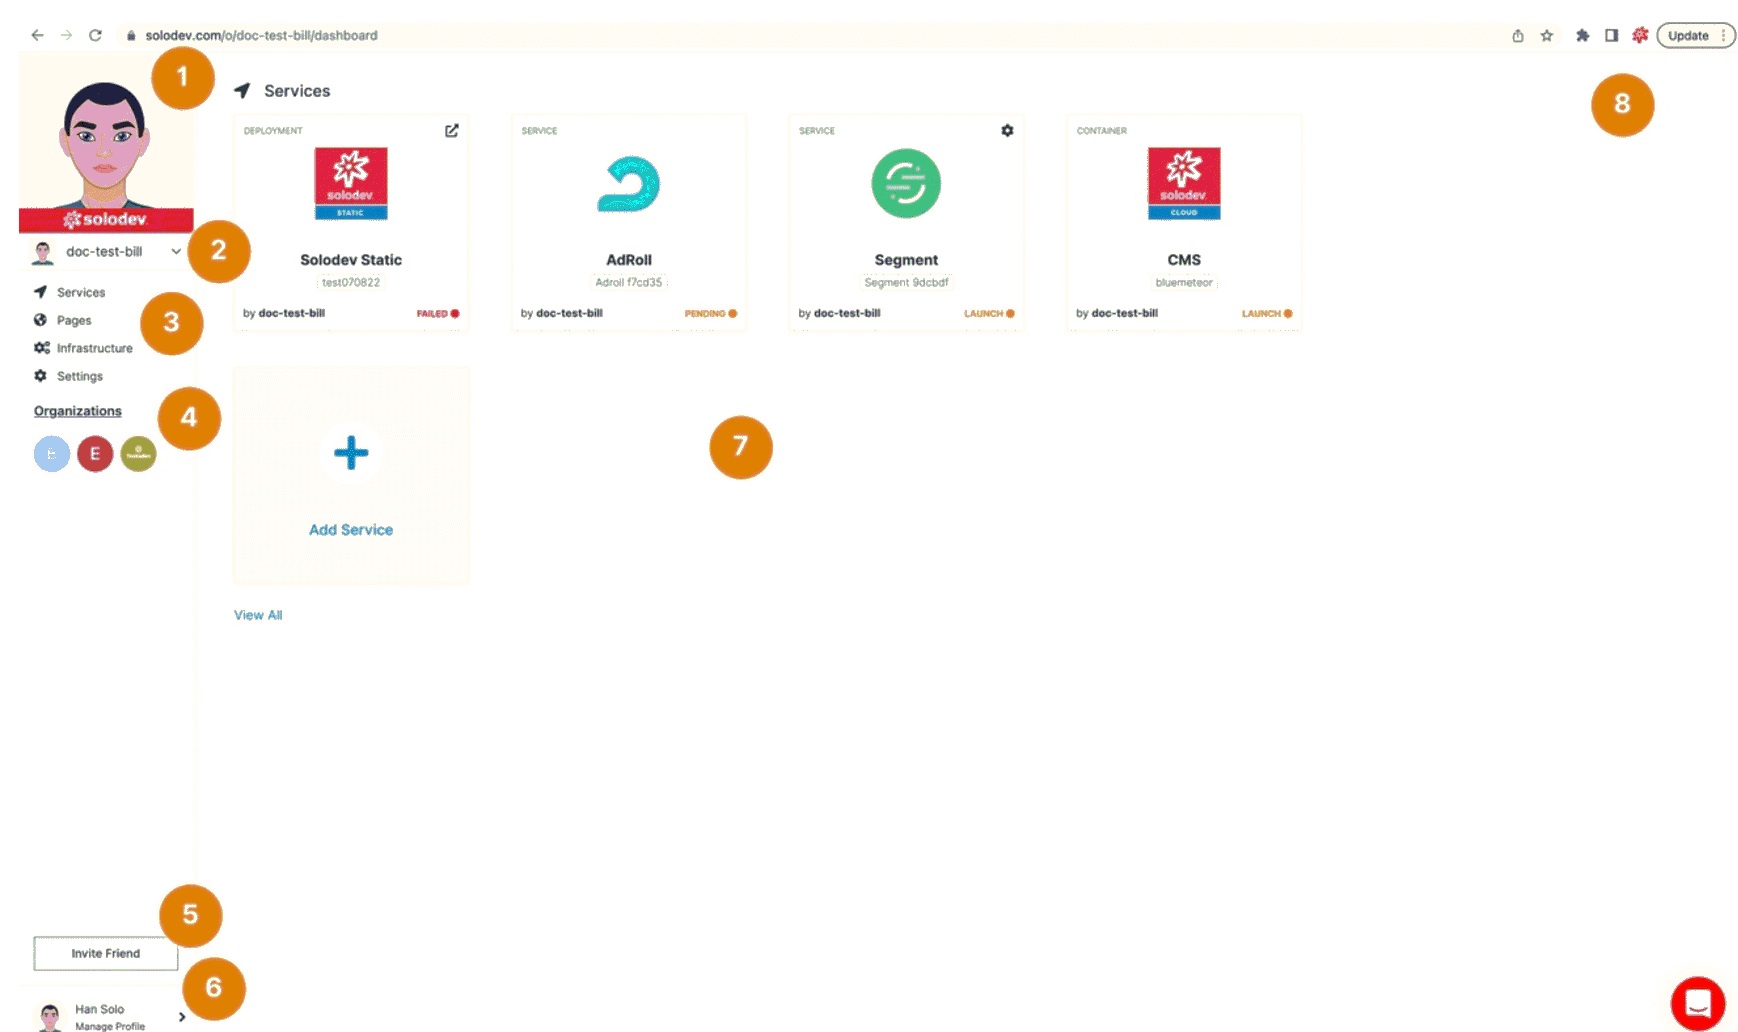 solodev.com/o/doc-test-bill/dashboard
Update
1
Services
8
DEPLOYMENT
SERVICE
SERVICE
CONTAINER
solodev
STATIC
solodev
CLOUD
solodev
doc-test-bill
2
Solodev Static
AdRoll
Segment
CMS
test070822
Adroll f7cd35
Segment 9dcbdf
bluemeteor
by doc-test-bill FAILED
by doc-test-bill PENDING
by doc-test-bill LAUNCH
by doc-test-bill LAUNCH
Services
Pages
3
Infrastructure
Settings
Organizations
4
E
7
Add Service
View All
5
Invite Friend
6
Han Solo
Manage Profile